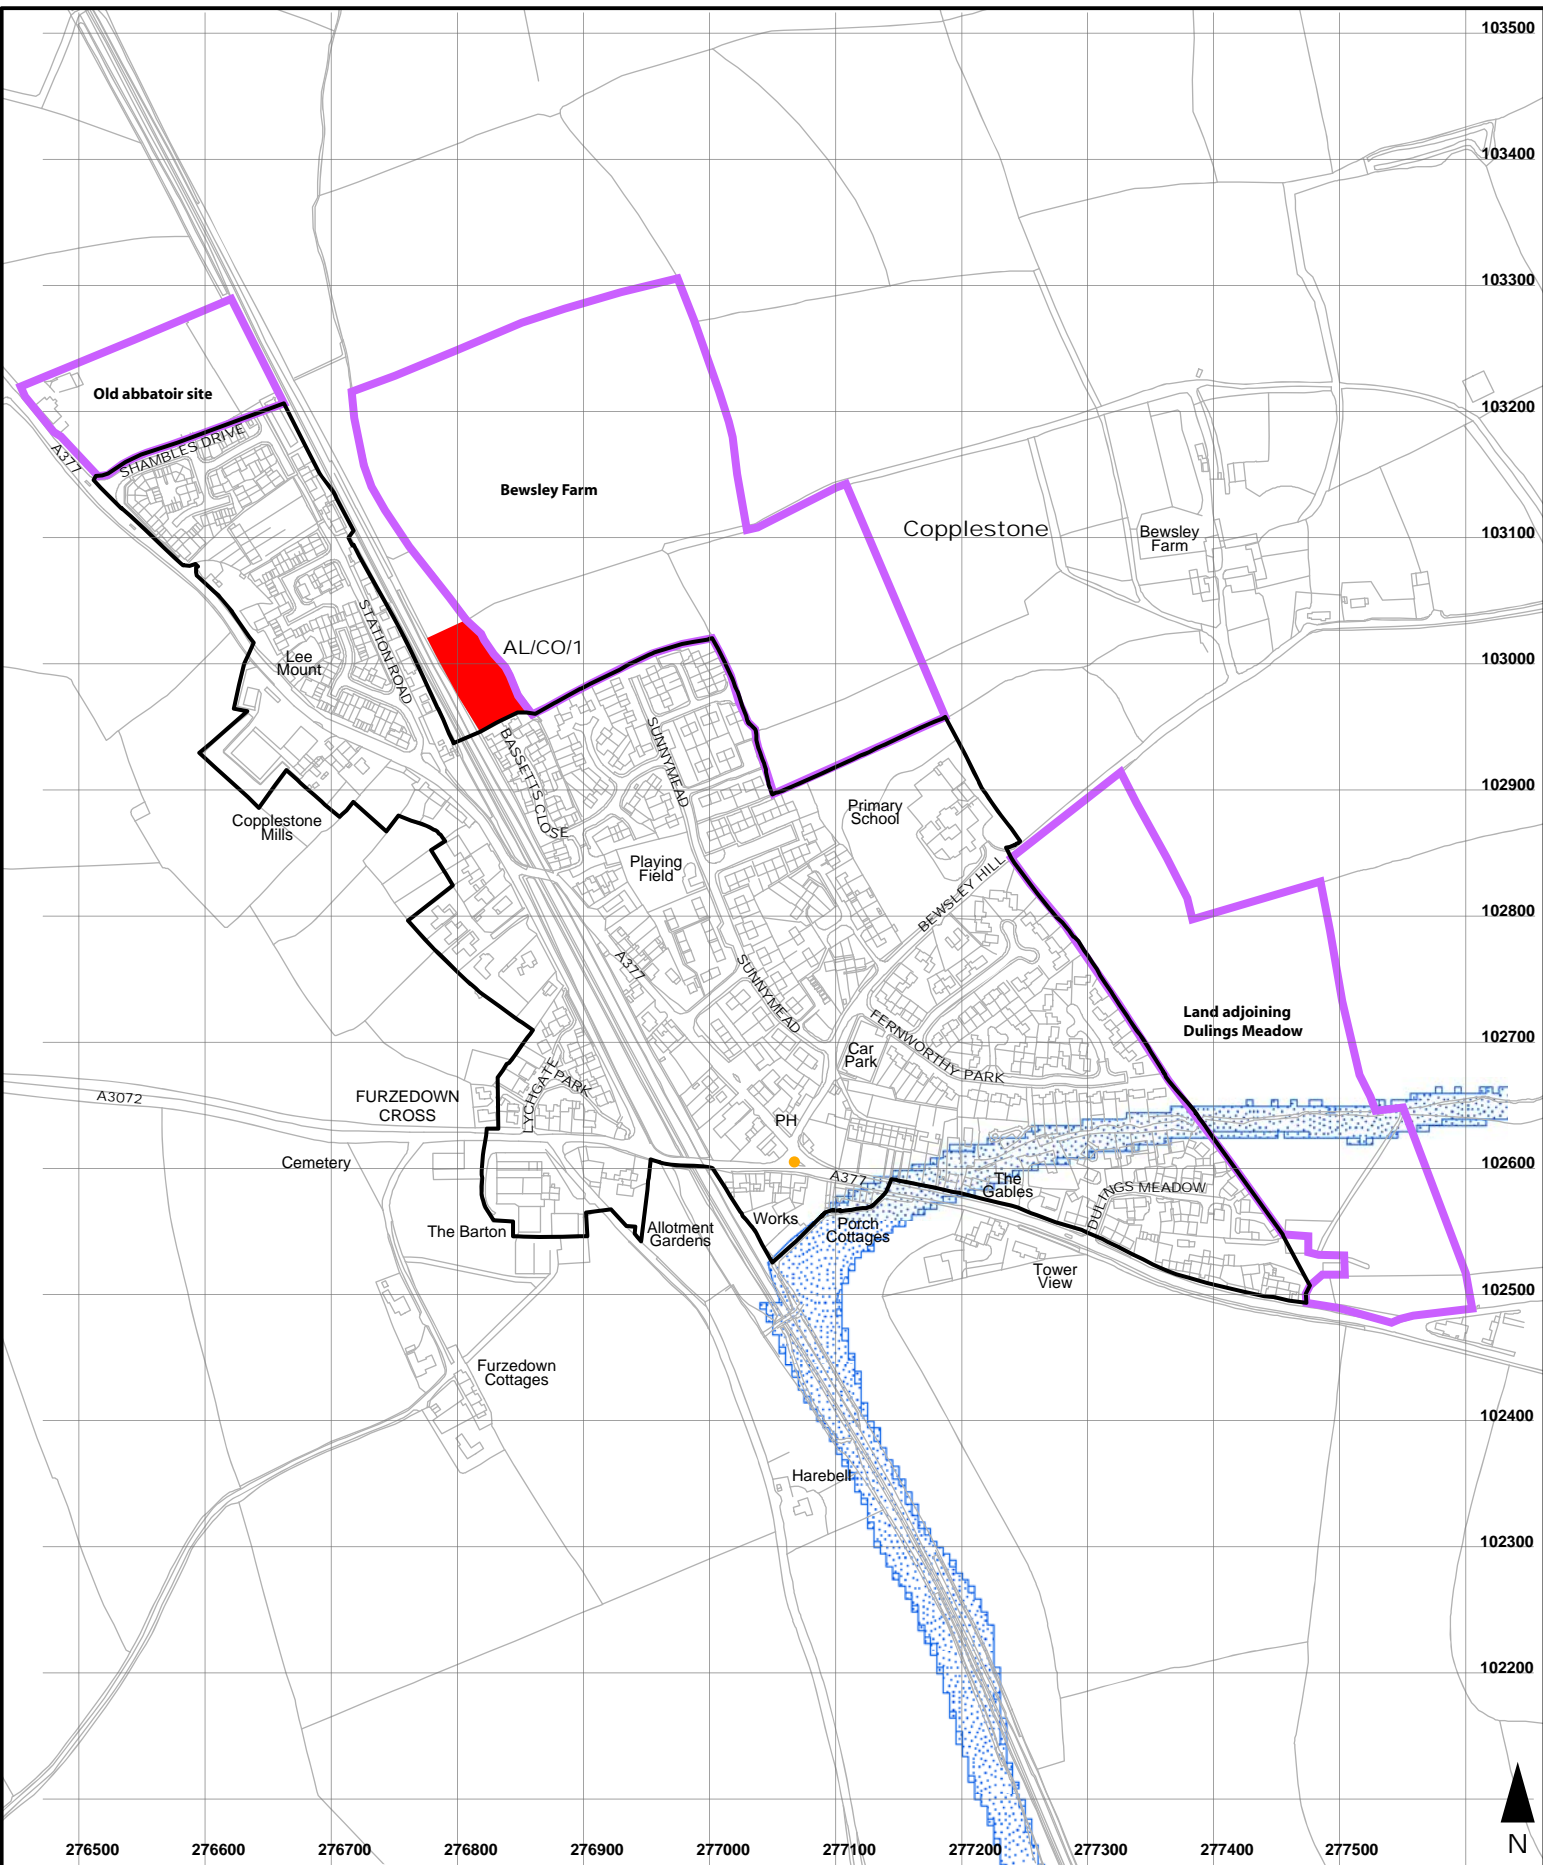 103500
103400
103300
103200
Old abbatoir site
SHAMBLES DRIVE
A377
Bewsley Farm
Copplestone
Bewsley
Farm
103100
STATION ROAD
AL/CO/1
Lee
Mount
103000
BASSETTS CLOSE
SUNNYMEAD
102900
Copplestone
Mills
Primary
School
Playing
Field
BEWSLEY HILL
102800
A377
SUNNYMEAD
Land adjoining
Dulings Meadow
FERNWORTHY PARK
Car
Park
102700
A3072
FURZEDOWN
CROSS
LYCHGATE
PARK
PH
102600
Cemetery
A377
The
Gables
DULINGS MEADOW
The Barton
Allotment
Gardens
Works
Porch
Cottages
Tower
View
102500
Furzedown
Cottages
102400
Harebell
102300
102200
276500 276600 276700 276800 276900 277000 277100 277200 277300 277400 277500
N